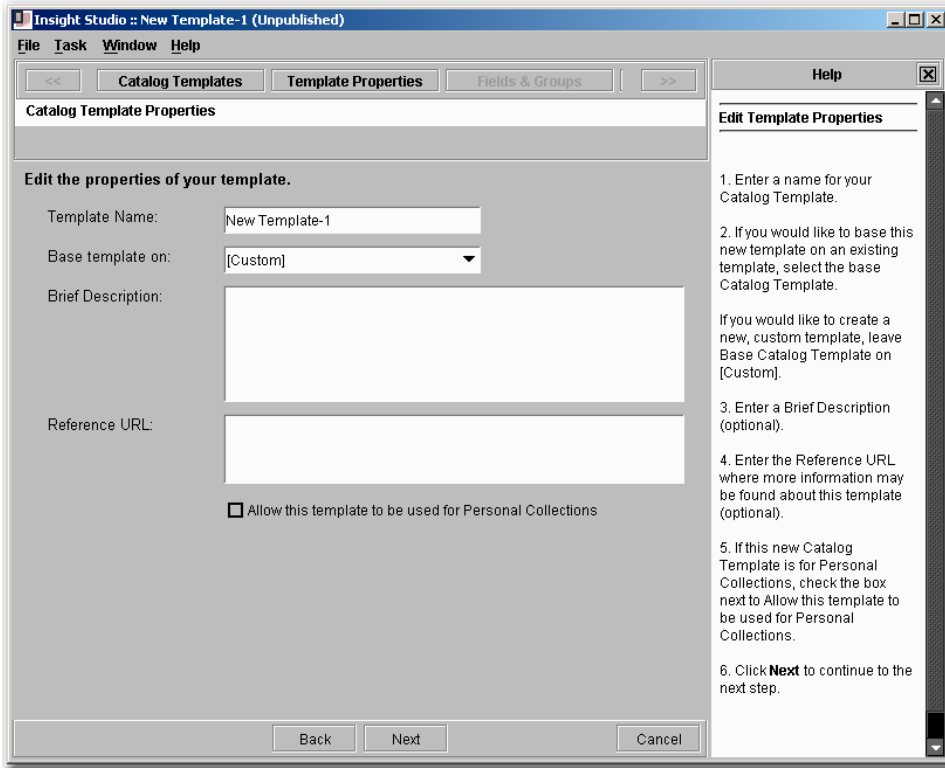 Insight Studio :: New Template-1 (Unpublished)
File Task Window Help
<< Catalog Templates Template Properties Fields & Groups >>
Catalog Template Properties
Edit the properties of your template.
Template Name: New Template-1
Base template on: [Custom]
Brief Description:
Reference URL:
Allow this template to be used for Personal Collections
Back Next Cancel
Help
Edit Template Properties
1. Enter a name for your
Catalog Template.
2. If you would like to base this
new template on an existing
template, select the base
Catalog Template.
If you would like to create a
new, custom template, leave
Base Catalog Template on
[Custom].
3. Enter a Brief Description
(optional).
4. Enter the Reference URL
where more information may
be found about this template
(optional).
5. If this new Catalog
Template is for Personal
Collections, check the box
next to Allow this template to
be used for Personal
Collections.
6. Click Next to continue to the
next step.